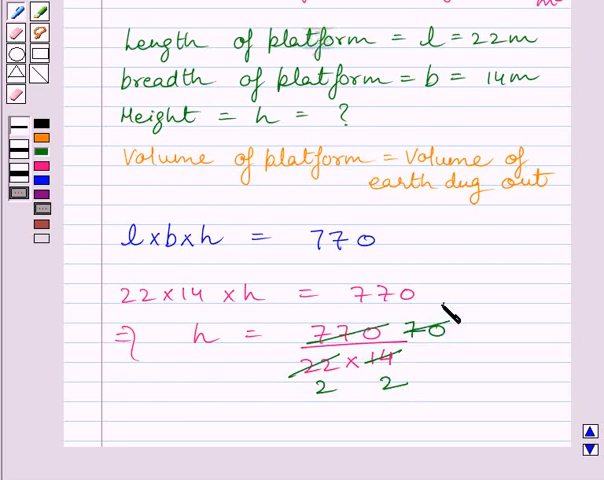 m³
Length of platform = l = 22m
breadth of platform = b = 14m
Height = h = ?
Volume of platform = Volume of
earth dug out
l×b×h = 770
22×14 ×h = 770
⇒ h = 770 70
22 × 14
2 2